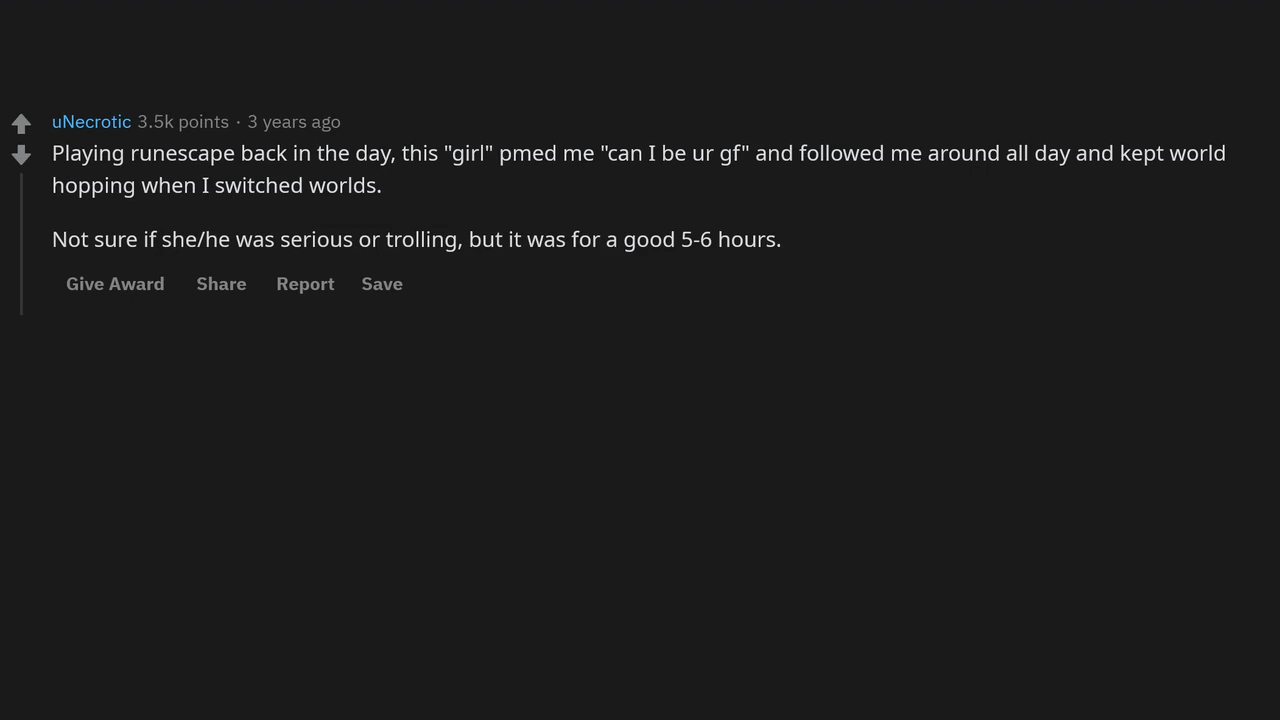 uNecrotic 3.5k points · 3 years ago
Playing runescape back in the day, this "girl" pmed me "can I be ur gf" and followed me around all day and kept world
hopping when I switched worlds.
Not sure if she/he was serious or trolling, but it was for a good 5-6 hours.
Give Award Share Report Save